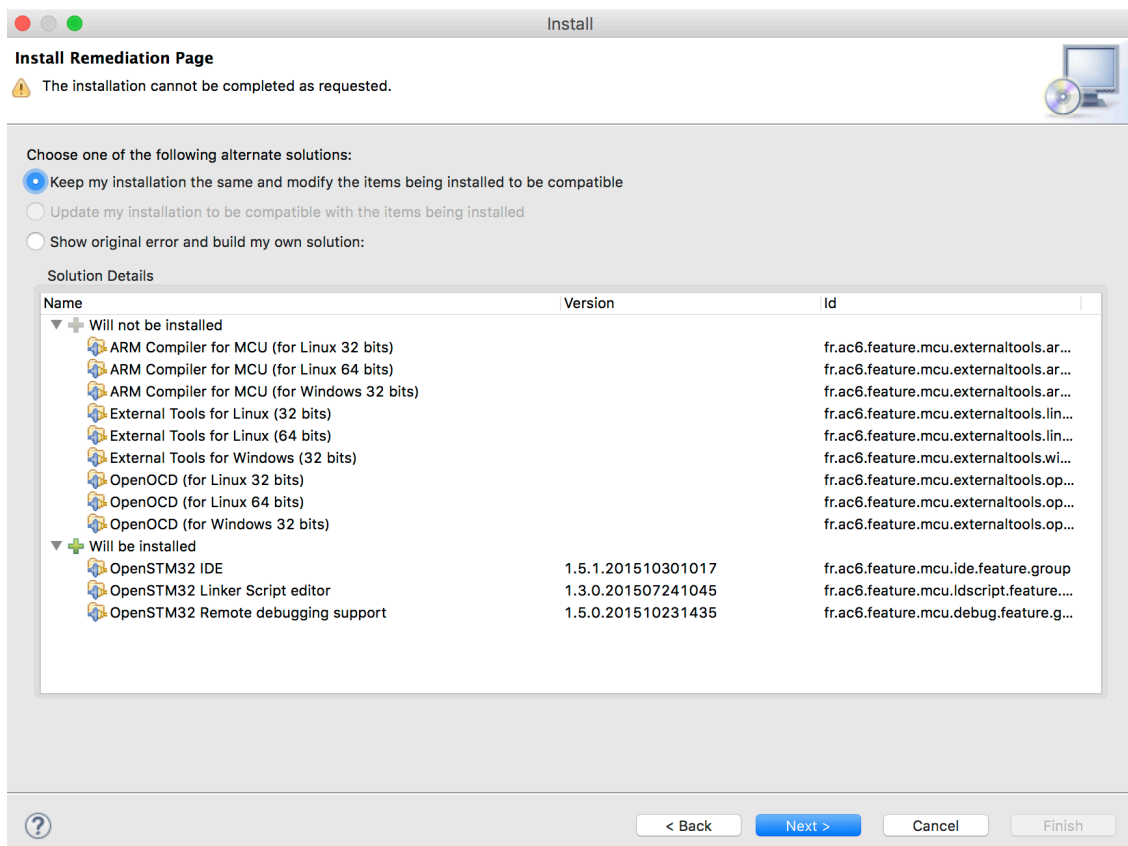 Install
Install Remediation Page
The installation cannot be completed as requested.
Choose one of the following alternate solutions:
Keep my installation the same and modify the items being installed to be compatible
Update my installation to be compatible with the items being installed
Show original error and build my own solution:
Solution Details
Name Version Id
Will not be installed
ARM Compiler for MCU (for Linux 32 bits) fr.ac6.feature.mcu.externaltools.ar...
ARM Compiler for MCU (for Linux 64 bits) fr.ac6.feature.mcu.externaltools.ar...
ARM Compiler for MCU (for Windows 32 bits) fr.ac6.feature.mcu.externaltools.ar...
External Tools for Linux (32 bits) fr.ac6.feature.mcu.externaltools.lin...
External Tools for Linux (64 bits) fr.ac6.feature.mcu.externaltools.lin...
External Tools for Windows (32 bits) fr.ac6.feature.mcu.externaltools.wi...
OpenOCD (for Linux 32 bits) fr.ac6.feature.mcu.externaltools.op...
OpenOCD (for Linux 64 bits) fr.ac6.feature.mcu.externaltools.op...
OpenOCD (for Windows 32 bits) fr.ac6.feature.mcu.externaltools.op...
Will be installed
OpenSTM32 IDE 1.5.1.201510301017 fr.ac6.feature.mcu.ide.feature.group
OpenSTM32 Linker Script editor 1.3.0.201507241045 fr.ac6.feature.mcu.ldscript.feature....
OpenSTM32 Remote debugging support 1.5.0.201510231435 fr.ac6.feature.mcu.debug.feature.g...
? < Back Next > Cancel Finish